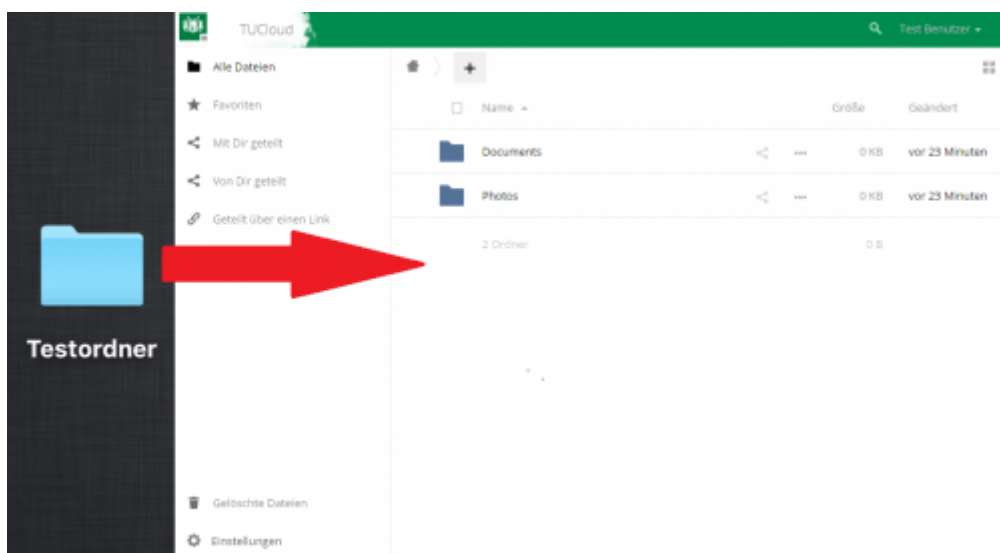 TUCloud
Test Benutzer
Alle Dateien
Favoriten
Mit Dir geteilt
Von Dir geteilt
Geteilt über einen Link
Name
Größe
Geändert
Documents
0 KB
vor 23 Minuten
Photos
0 KB
vor 23 Minuten
2 Ordner
0 B
Testordner
Gelöschte Dateien
Einstellungen